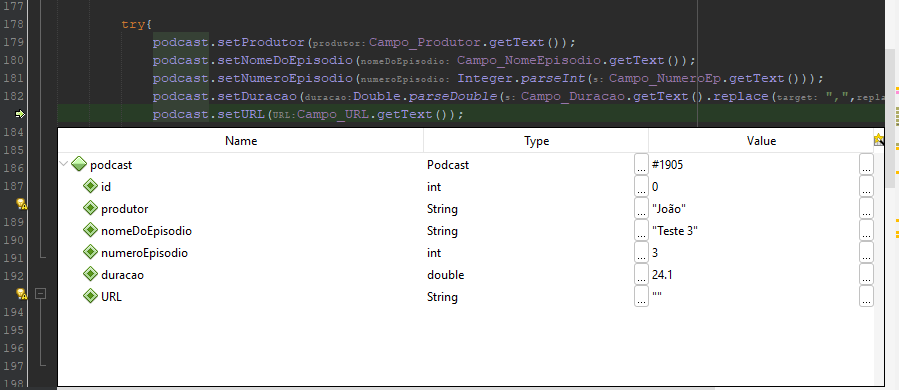 177
178 try{
179 podcast.setProdutor(produtor:Campo_Produtor.getText());
180 podcast.setNomeDoEpisodio(nomeDoEpisodio:Campo_NomeEpisodio.getText());
181 podcast.setNumeroEpisodio(numeroEpisodio:Integer.parseInt(s:Campo_NumeroEp.getText()));
182 podcast.setDuracao(duracao:Double.parseDouble(s:Campo_Duracao.getText().replace(target: ",",repla
podcast.setURL(URL:Campo_URL.getText());
184
185
186
187
189
190
191
192
194
195
196
197
198
Name Type Value
podcast Podcast ... #1905 ...
id int ... 0 ...
produtor String ... "João" ...
nomeDoEpisodio String ... "Teste 3" ...
numeroEpisodio int ... 3 ...
duracao double ... 24.1 ...
URL String ... "" ...